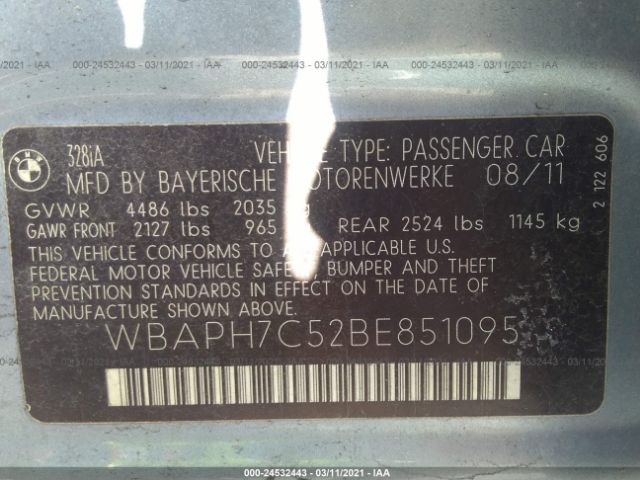 000-24532443 - 03/11/2021 - IAA
BMW
328iA
VEHICLE TYPE: PASSENGER CAR
MFD BY BAYERISCHE MOTORENWERKE 08/11
GVWR 4486 lbs 2035 kg
GAWR FRONT 2127 lbs 965 REAR 2524 lbs 1145 kg
THIS VEHICLE CONFORMS TO ALL APPLICABLE U.S.
FEDERAL MOTOR VEHICLE SAFETY, BUMPER AND THEFT
PREVENTION STANDARDS IN EFFECT ON THE DATE OF
MANUFACTURE SHOWN ABOVE.
WBAPH7C52BE851095
2 122 606
000-24532443 - 03/11/2021 - IAA